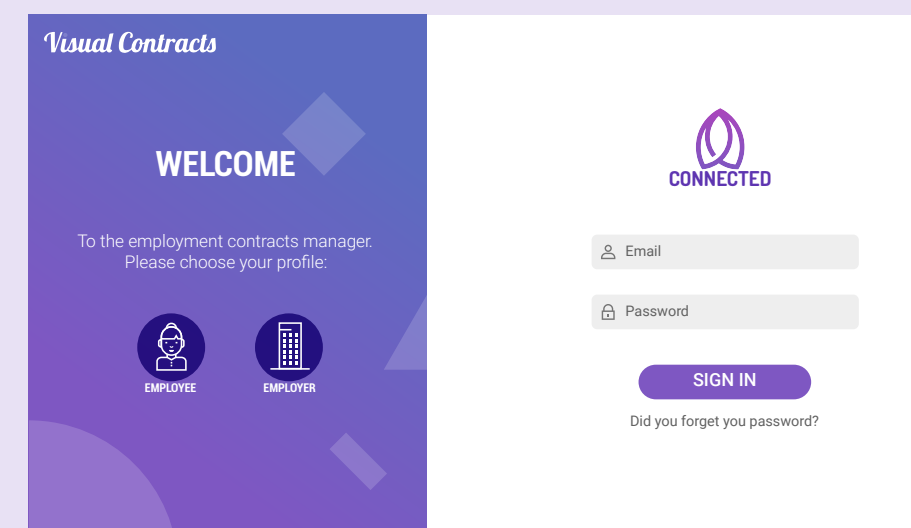 Visual Contracts
WELCOME
To the employment contracts manager.
Please choose your profile:
EMPLOYEE
EMPLOYER
CONNECTED
Email
Password
SIGN IN
Did you forget you password?